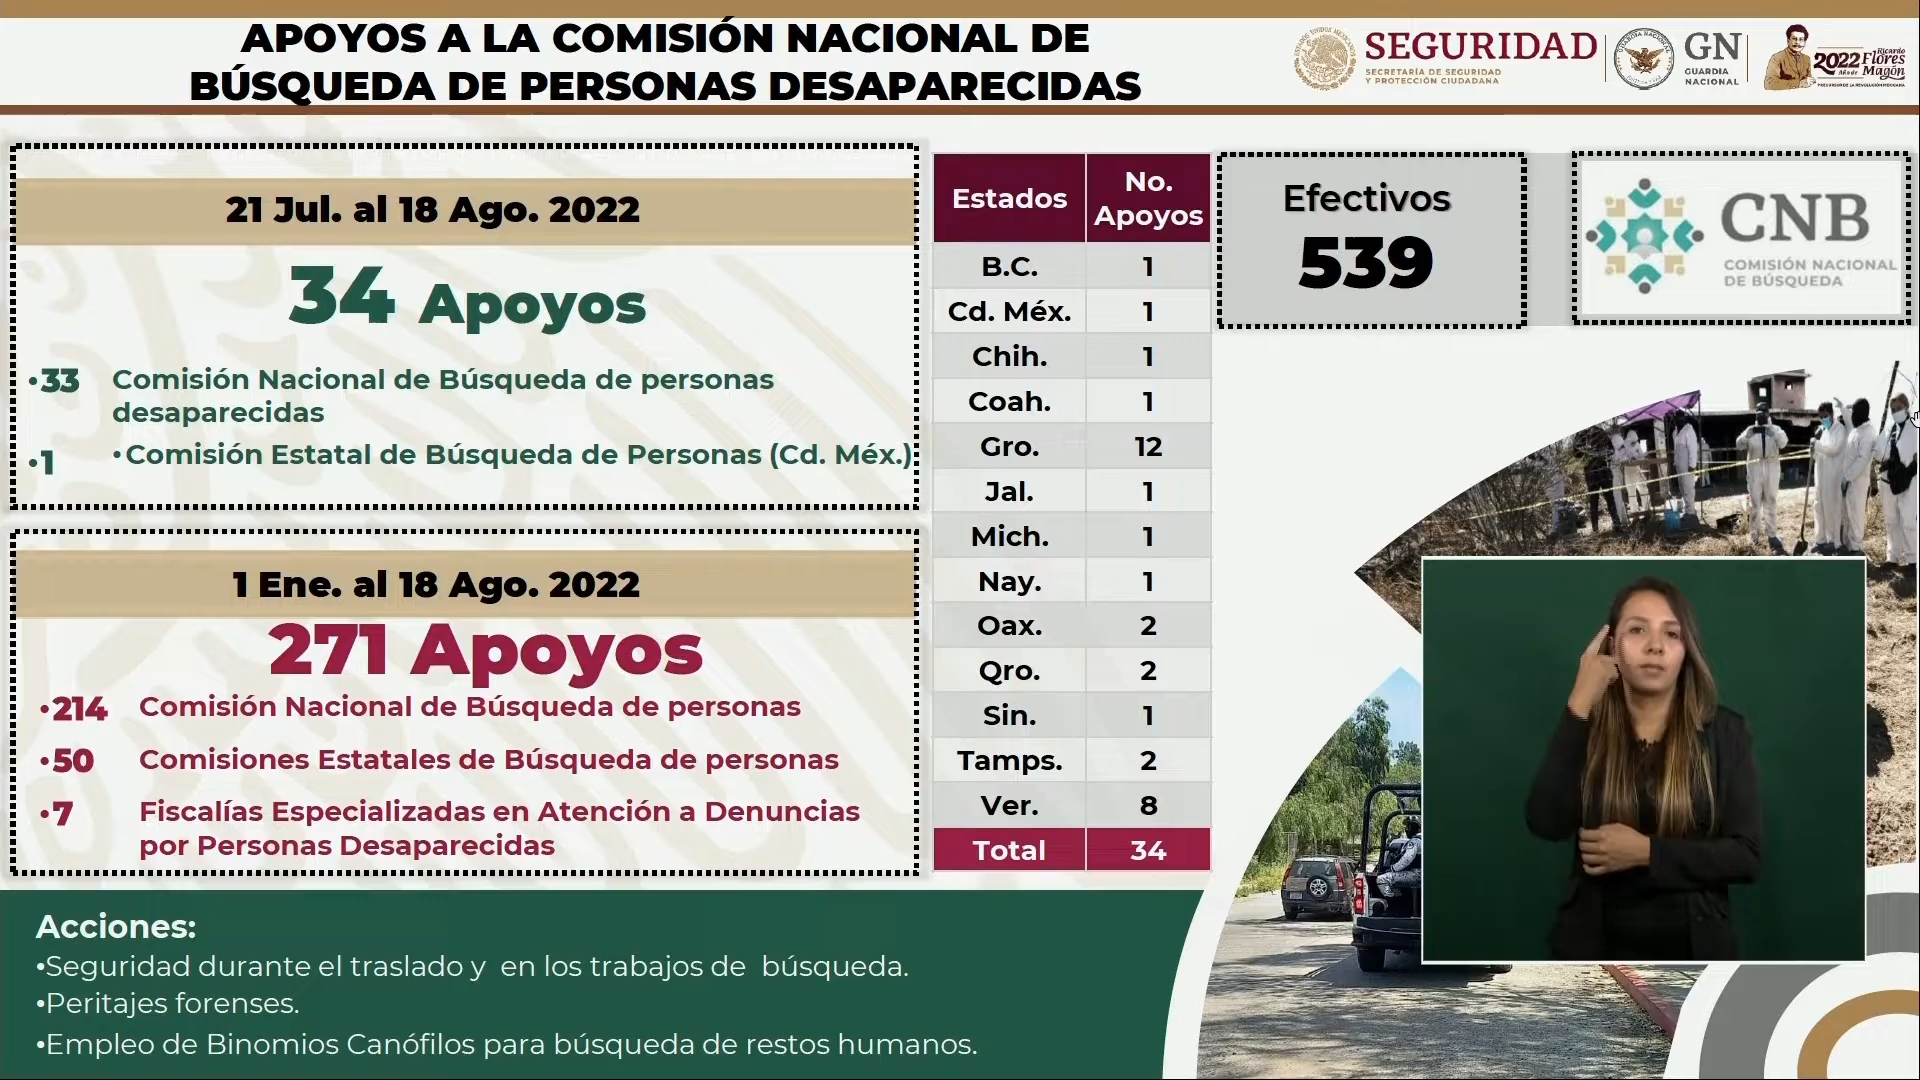 APOYOS A LA COMISIÓN NACIONAL DE
BÚSQUEDA DE PERSONAS DESAPARECIDAS
SEGURIDAD
SECRETARÍA DE SEGURIDAD
Y PROTECCIÓN CIUDADANA
GN
GUARDIA
NACIONAL
2022 Ricardo
Año de Flores
Magón
PRECURSOR DE LA REVOLUCIÓN MEXICANA
21 Jul. al 18 Ago. 2022
34 Apoyos
•33 Comisión Nacional de Búsqueda de personas
desaparecidas
•1 •Comisión Estatal de Búsqueda de Personas (Cd. Méx.)
1 Ene. al 18 Ago. 2022
271 Apoyos
•214 Comisión Nacional de Búsqueda de personas
•50 Comisiones Estatales de Búsqueda de personas
•7 Fiscalías Especializadas en Atención a Denuncias
por Personas Desaparecidas
Estados No. Apoyos
B.C. 1
Cd. Méx. 1
Chih. 1
Coah. 1
Gro. 12
Jal. 1
Mich. 1
Nay. 1
Oax. 2
Qro. 2
Sin. 1
Tamps. 2
Ver. 8
Total 34
Efectivos
539
CNB
COMISIÓN NACIONAL
DE BÚSQUEDA
Acciones:
•Seguridad durante el traslado y en los trabajos de búsqueda.
•Peritajes forenses.
•Empleo de Binomios Canófilos para búsqueda de restos humanos.